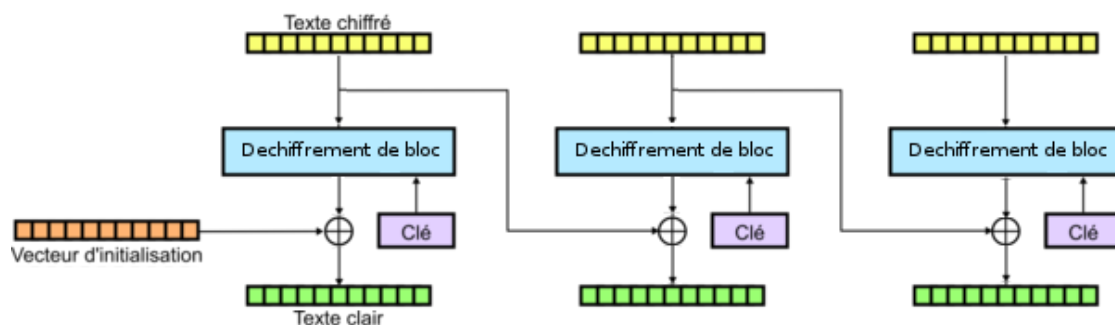 Texte chiffré
Dechiffrement de bloc
Dechiffrement de bloc
Dechiffrement de bloc
Clé
Clé
Clé
Vecteur d'initialisation
Texte clair